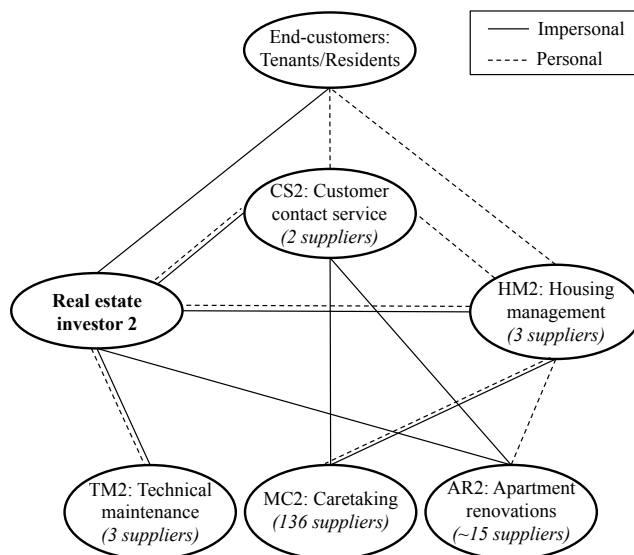 End-customers:
Tenants/Residents
Impersonal
Personal
CS2: Customer
contact service
(2 suppliers)
Real estate
investor 2
HM2: Housing
management
(3 suppliers)
TM2: Technical
maintenance
(3 suppliers)
MC2: Caretaking
(136 suppliers)
AR2: Apartment
renovations
(~15 suppliers)